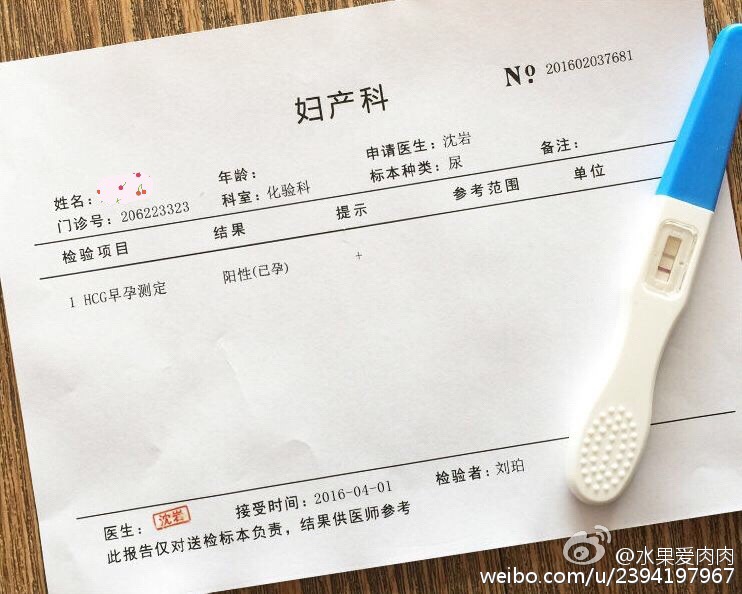 妇产科
No. 201602037681
姓名： 年龄： 申请医生：沈岩 备注：
门诊号：206223323 科室：化验科 标本种类：尿
检验项目 结果 提示 参考范围 单位
1 HCG早孕测定 阳性(已孕) +
医生： 沈岩 接受时间：2016-04-01 检验者：刘珀
此报告仅对送检标本负责，结果供医师参考
@水果爱肉肉
weibo.com/u/2394197967